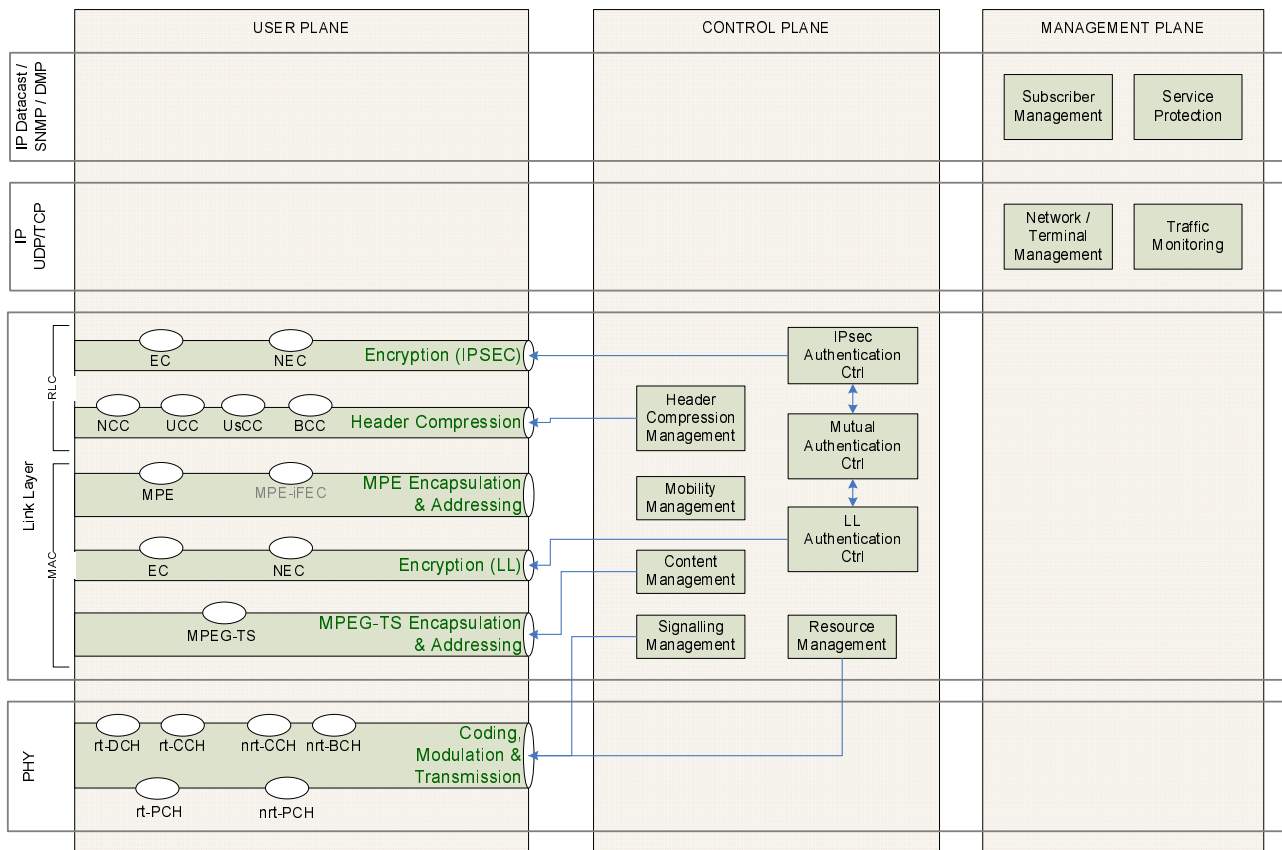 USER PLANE
CONTROL PLANE
MANAGEMENT PLANE
IP Datacast /
SNMP / DMP
Subscriber
Management
Service
Protection
IP
UDP/TCP
Network /
Terminal
Management
Traffic
Monitoring
Link Layer
RLC
EC
NEC
Encryption (IPSEC)
IPsec
Authentication
Ctrl
NCC
UCC
UsCC
BCC
Header Compression
Header
Compression
Management
Mutual
Authentication
Ctrl
MAC
MPE
MPE-iFEC
MPE Encapsulation
& Addressing
Mobility
Management
LL
Authentication
Ctrl
EC
NEC
Encryption (LL)
Content
Management
MPEG-TS
MPEG-TS Encapsulation
& Addressing
Signalling
Management
Resource
Management
PHY
rt-DCH
rt-CCH
nrt-CCH
nrt-BCH
Coding,
Modulation &
Transmission
rt-PCH
nrt-PCH